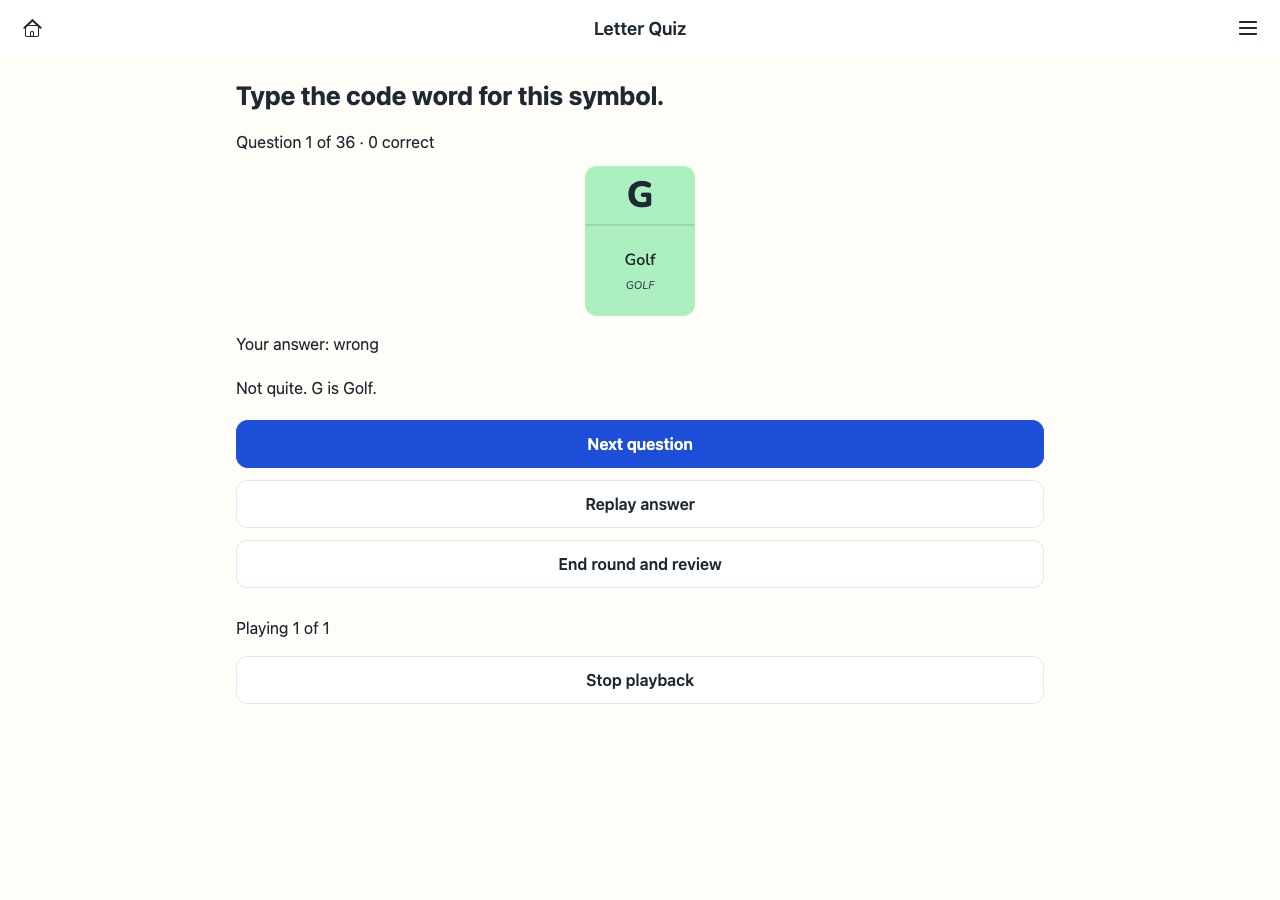 Letter Quiz
Type the code word for this symbol.
Question 1 of 36 · 0 correct
G
Golf
GOLF
Your answer: wrong
Not quite. G is Golf.
Next question
Replay answer
End round and review
Playing 1 of 1
Stop playback